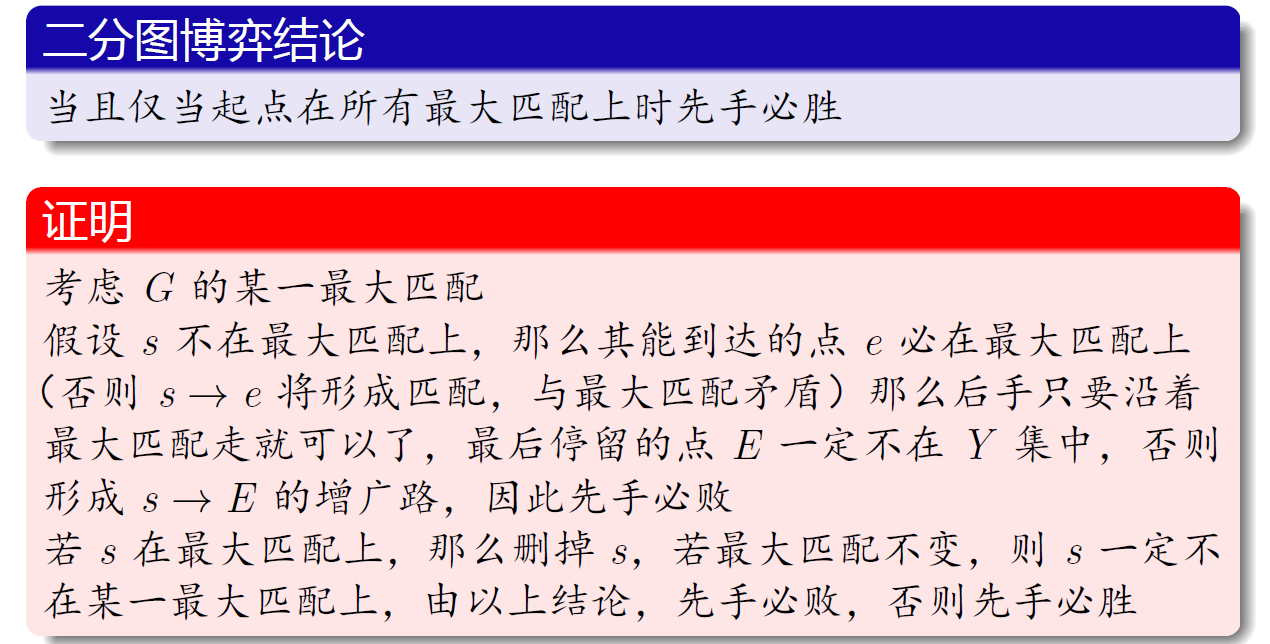 二分图博弈结论
当且仅当起点在所有最大匹配上时先手必胜
证明
考虑 G 的某一最大匹配
假设 s 不在最大匹配上，那么其能到达的点 e 必在最大匹配上
（否则 s → e 将形成匹配，与最大匹配矛盾）那么后手只要沿着
最大匹配走就可以了，最后停留的点 E 一定不在 Y 集中，否则
形成 s → E 的增广路，因此先手必败
若 s 在最大匹配上，那么删掉 s，若最大匹配不变，则 s 一定不
在某一最大匹配上，由以上结论，先手必败，否则先手必胜